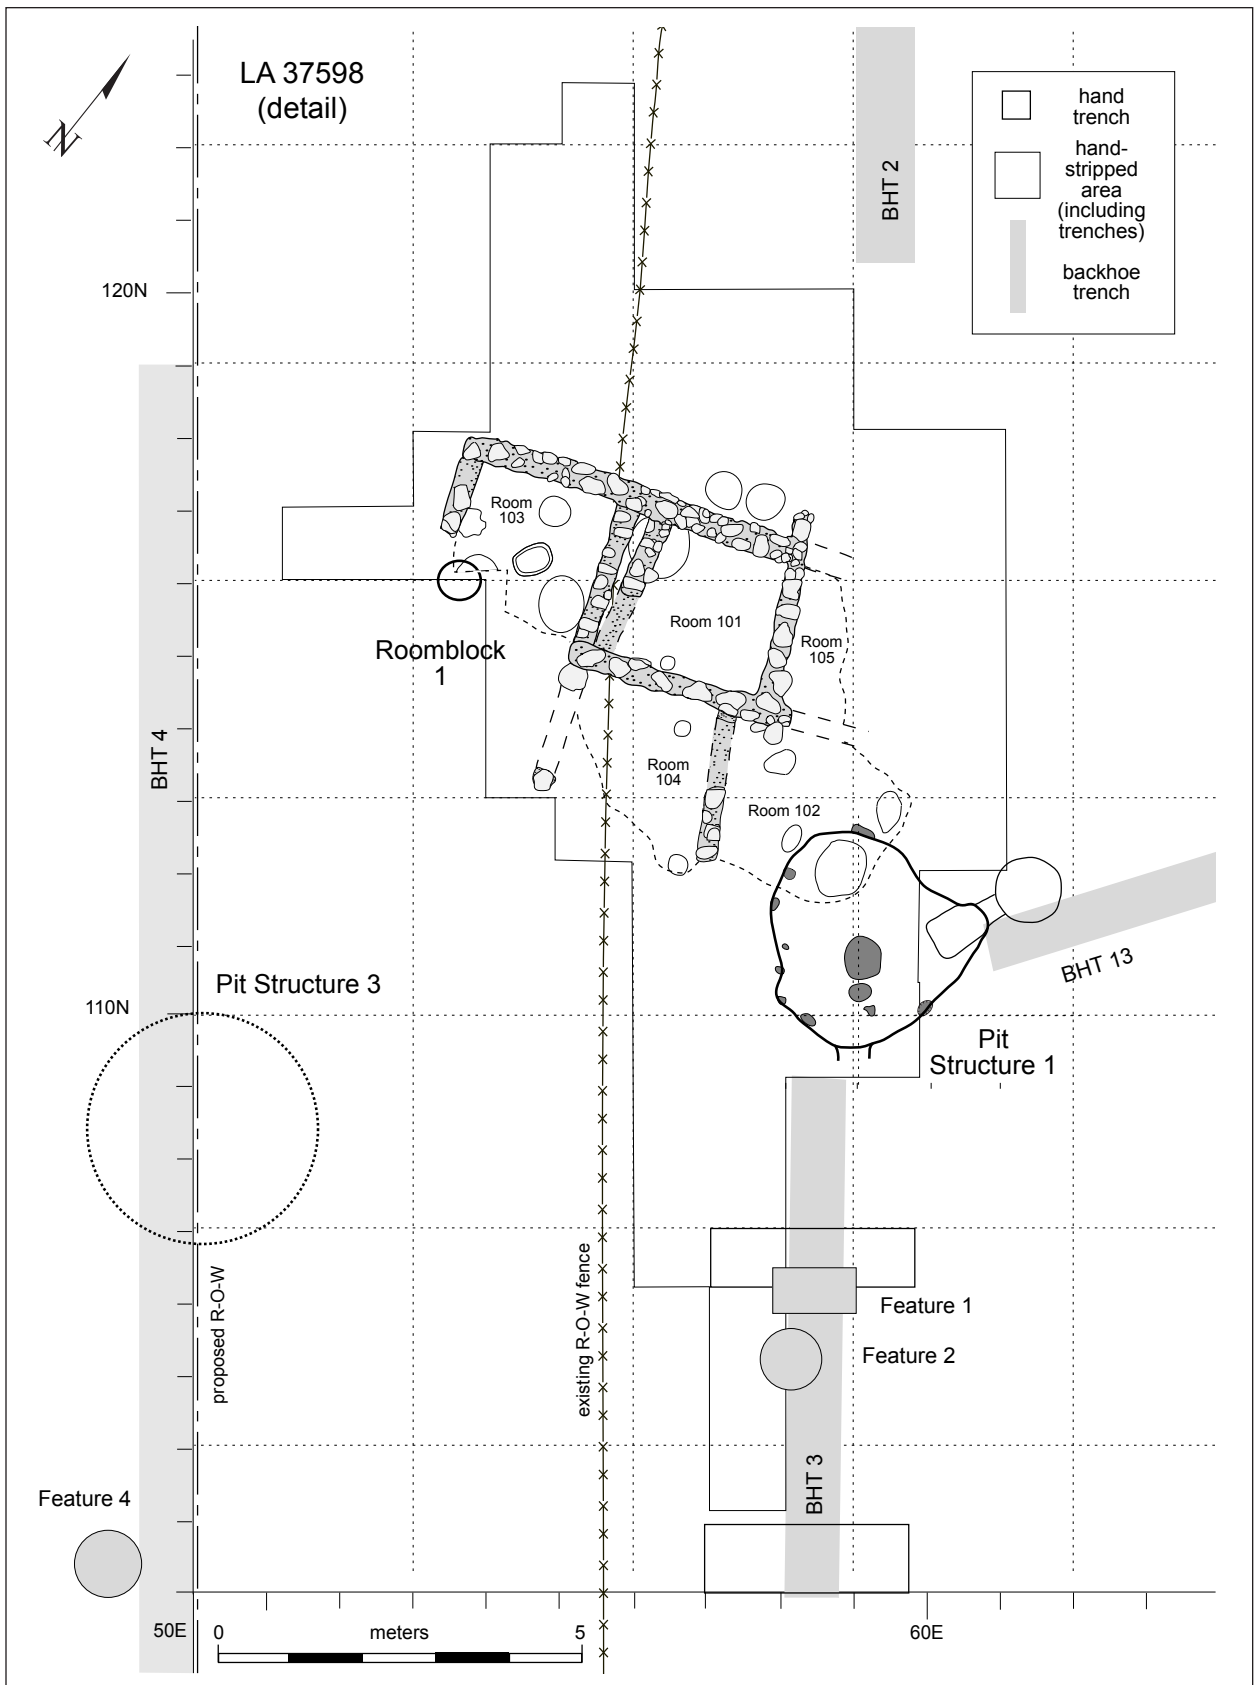 LA 37598
(detail)
N
hand
trench
hand-
stripped
area
(including
trenches)
backhoe
trench
BHT 2
120N
Room
103
Room 101
Room
105
Roomblock
1
BHT 4
Room
104
Room 102
BHT 13
Pit Structure 3
110N
Pit
Structure 1
proposed R-O-W
existing R-O-W fence
Feature 1
Feature 2
BHT 3
Feature 4
50E
0
meters
5
60E